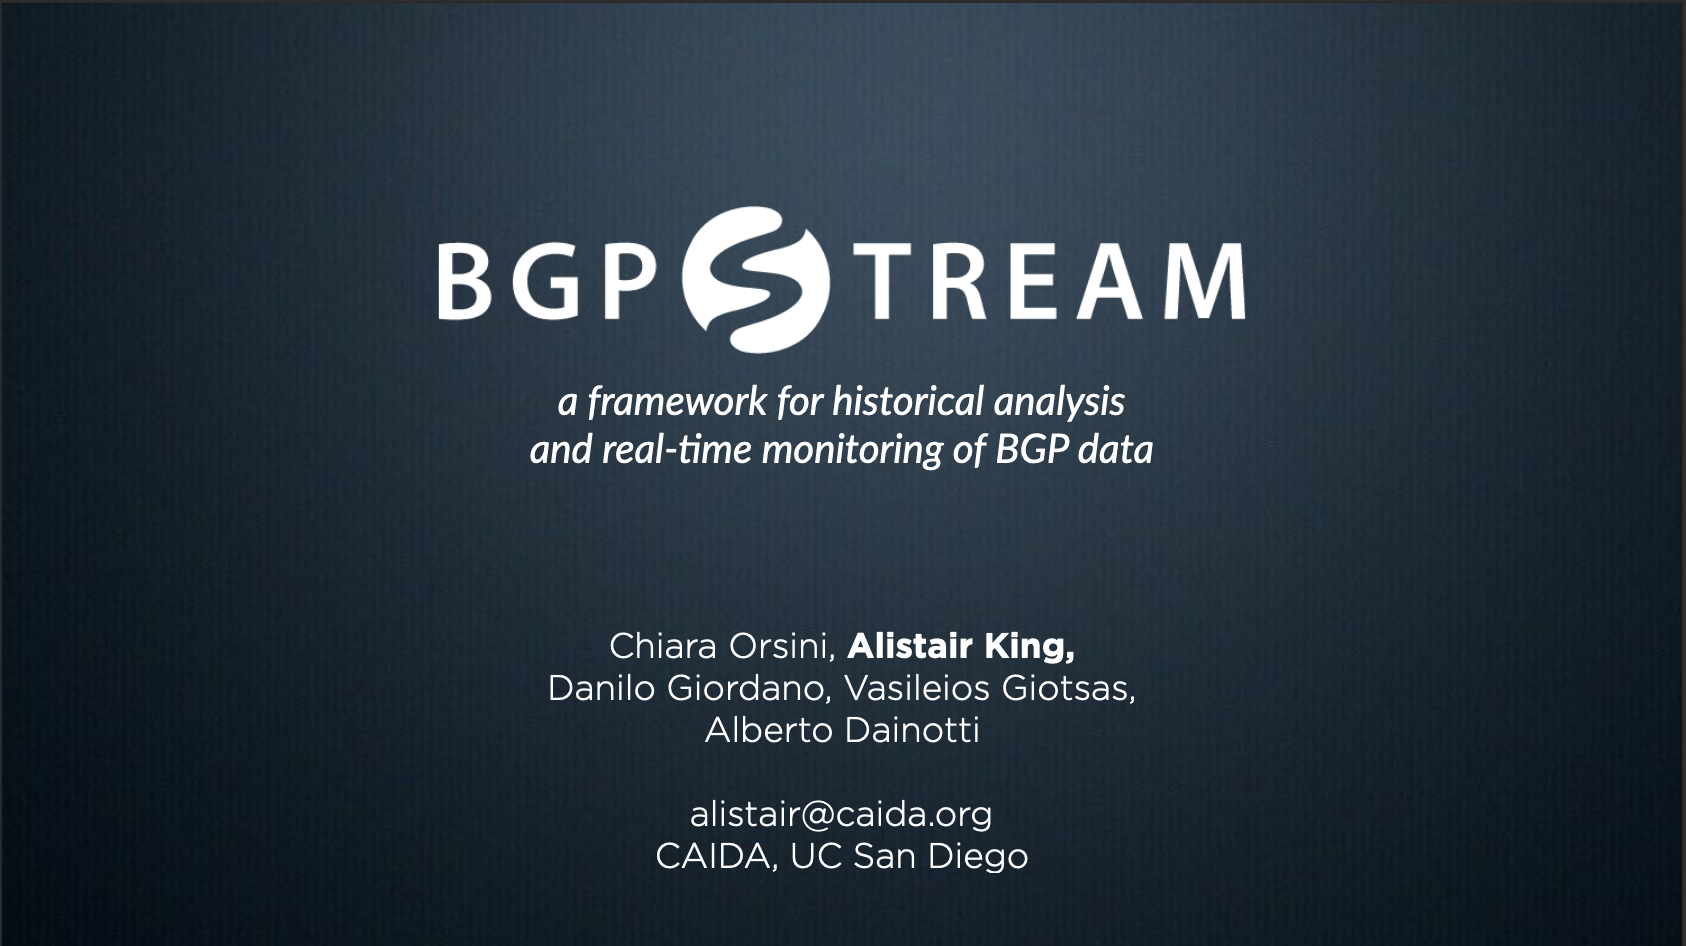 BGPSTREAM
a framework for historical analysis
and real-time monitoring of BGP data
Chiara Orsini, Alistair King,
Danilo Giordano, Vasileios Giotsas,
Alberto Dainotti
alistair@caida.org
CAIDA, UC San Diego